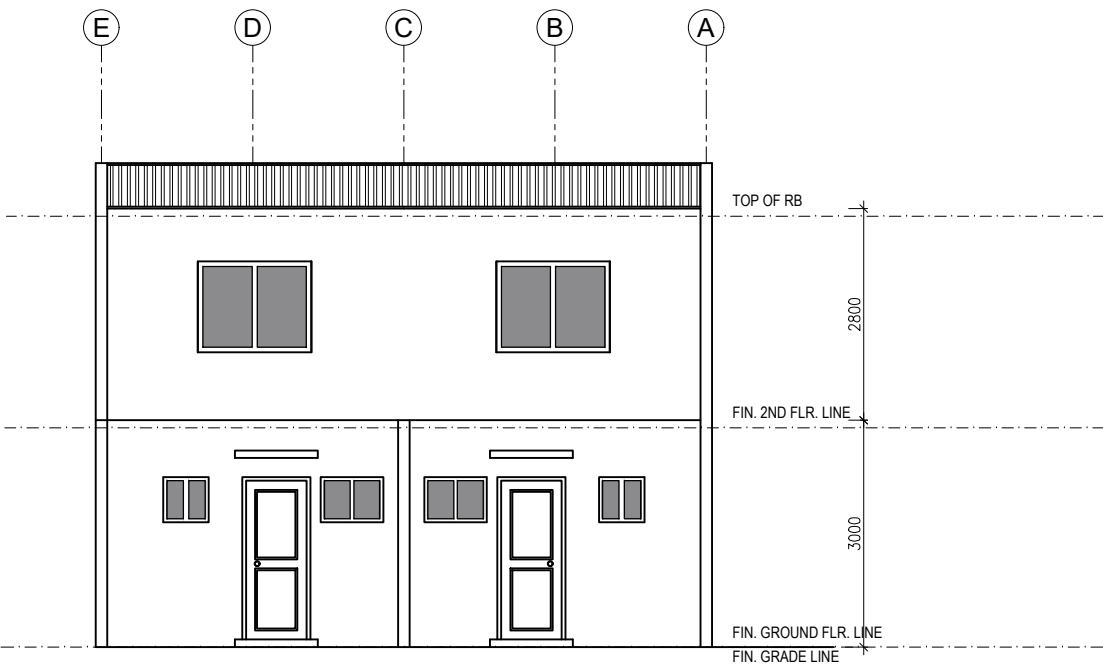 E D C B A
TOP OF RB
2800
FIN. 2ND FLR. LINE
3000
FIN. GROUND FLR. LINE
FIN. GRADE LINE